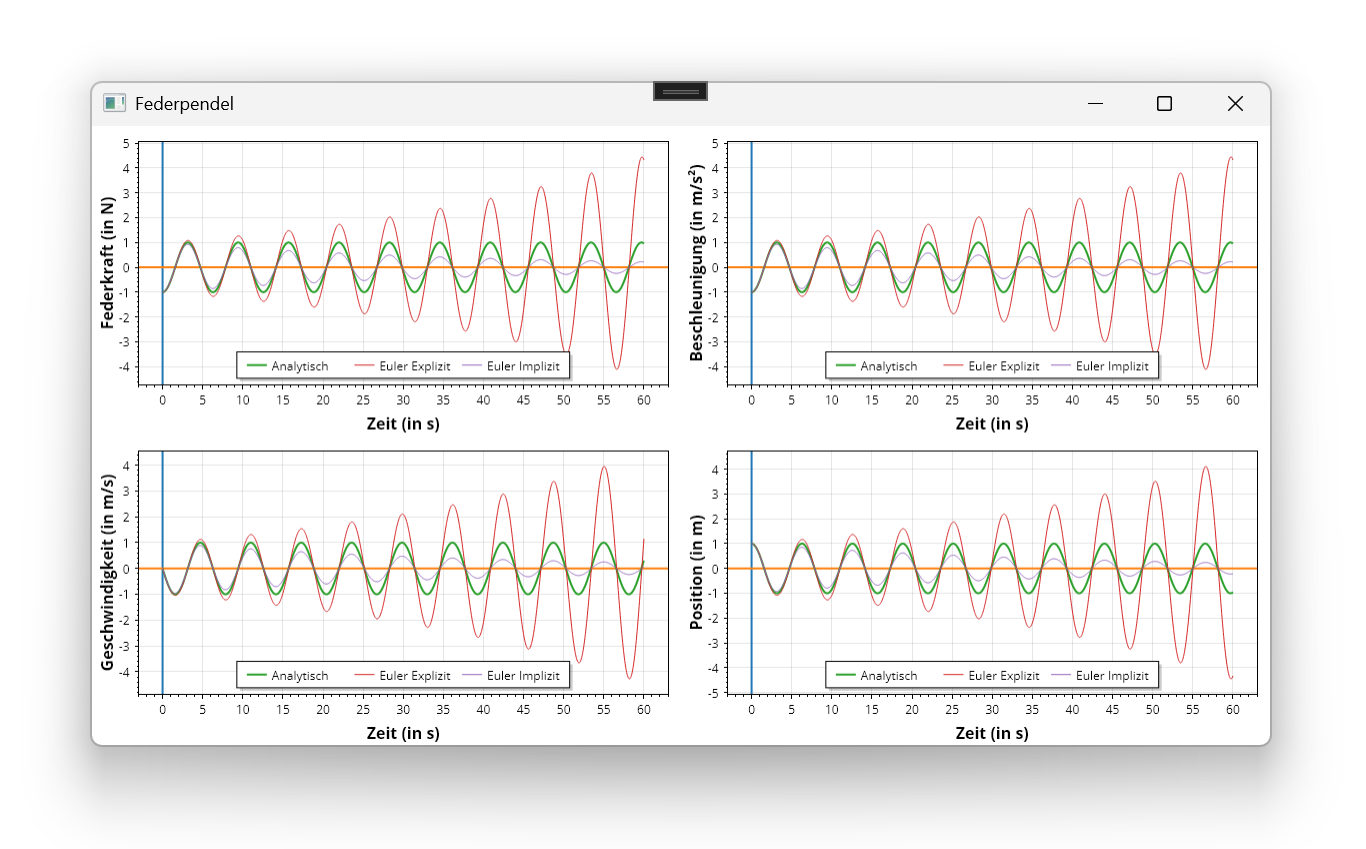 Federpendel
Federkraft (in N)
5
4
3
2
1
0
-1
-2
-3
-4
Analytisch Euler Explizit Euler Implizit
0 5 10 15 20 25 30 35 40 45 50 55 60
Zeit (in s)
Beschleunigung (in m/s²)
5
4
3
2
1
0
-1
-2
-3
-4
Analytisch Euler Explizit Euler Implizit
0 5 10 15 20 25 30 35 40 45 50 55 60
Zeit (in s)
Geschwindigkeit (in m/s)
4
3
2
1
0
-1
-2
-3
-4
Analytisch Euler Explizit Euler Implizit
0 5 10 15 20 25 30 35 40 45 50 55 60
Zeit (in s)
Position (in m)
4
3
2
1
0
-1
-2
-3
-4
-5
Analytisch Euler Explizit Euler Implizit
0 5 10 15 20 25 30 35 40 45 50 55 60
Zeit (in s)